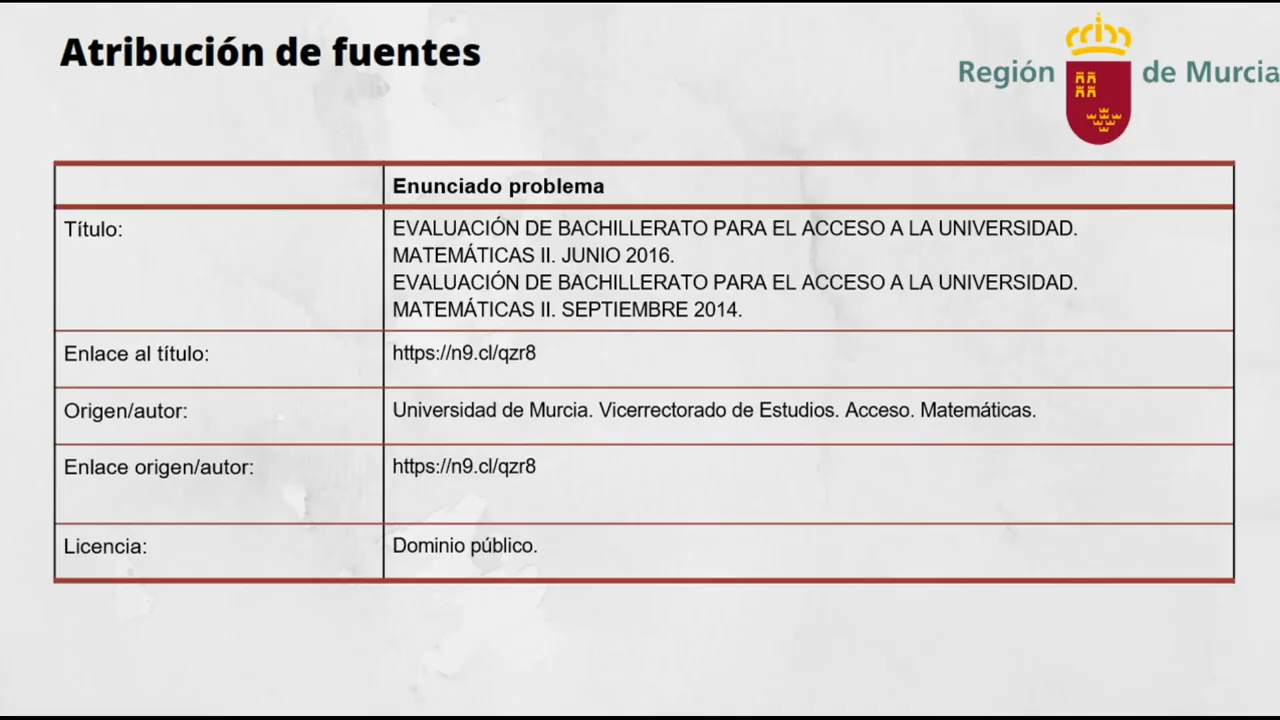 Atribución de fuentes
Región de Murcia
Enunciado problema
Título:
EVALUACIÓN DE BACHILLERATO PARA EL ACCESO A LA UNIVERSIDAD.
MATEMÁTICAS II. JUNIO 2016.
EVALUACIÓN DE BACHILLERATO PARA EL ACCESO A LA UNIVERSIDAD.
MATEMÁTICAS II. SEPTIEMBRE 2014.
Enlace al título:
https://n9.cl/qzr8
Origen/autor:
Universidad de Murcia. Vicerrectorado de Estudios. Acceso. Matemáticas.
Enlace origen/autor:
https://n9.cl/qzr8
Licencia:
Dominio público.